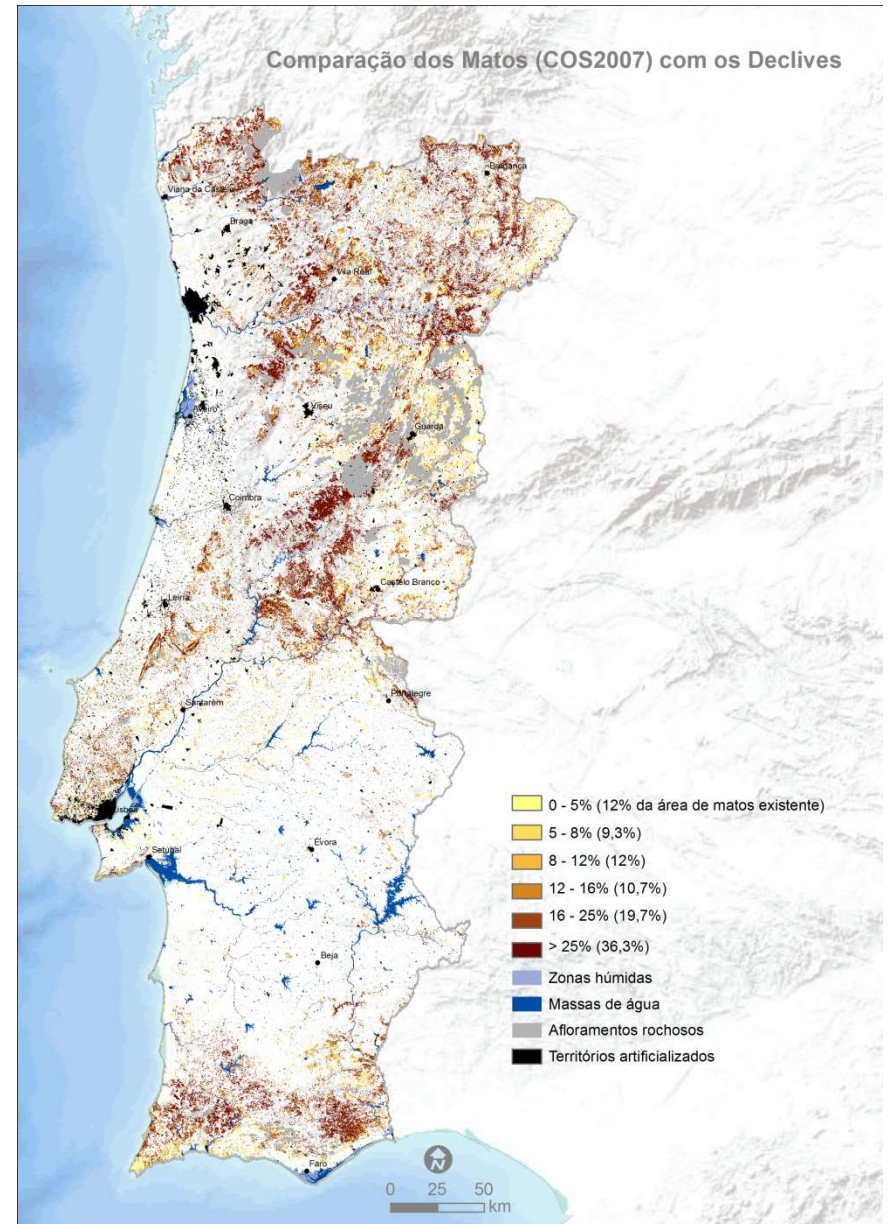 Comparação dos Matos (COS2007) com os Declives
Bragança
Viana do Castelo
Braga
Vila Real
Aveiro
Viseu
Guarda
Coimbra
Castelo Branco
Leiria
Portalegre
Santarém
Lisboa
Setúbal
Évora
Beja
Faro
0 - 5% (12% da área de matos existente)
5 - 8% (9,3%)
8 - 12% (12%)
12 - 16% (10,7%)
16 - 25% (19,7%)
> 25% (36,3%)
Zonas húmidas
Massas de água
Afloramentos rochosos
Territórios artificializados
N
0 25 50
km